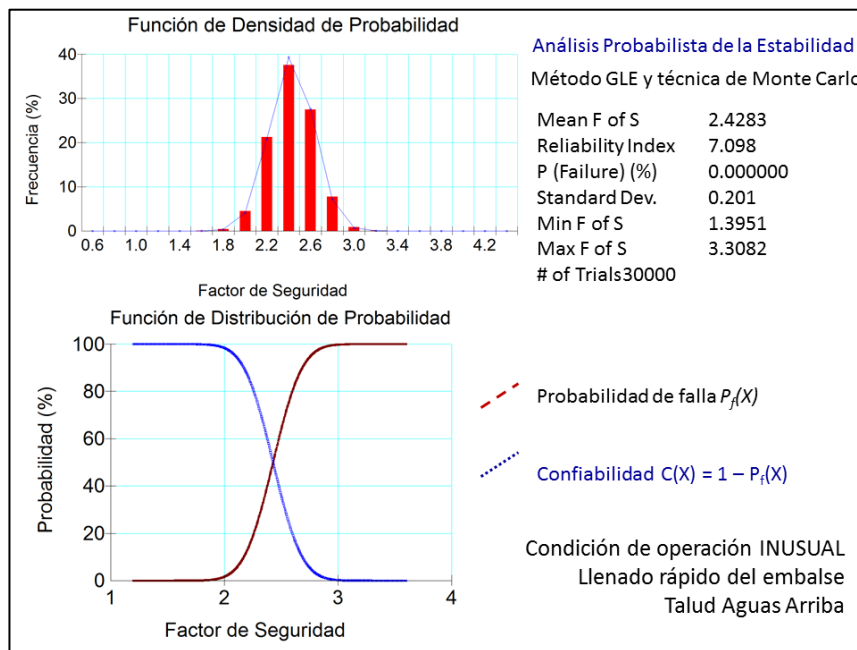 Función de Densidad de Probabilidad
40
30
20
10
0
Frecuencia (%)
0.6 1.0 1.4 1.8 2.2 2.6 3.0 3.4 3.8 4.2
Factor de Seguridad
Análisis Probabilista de la Estabilidad
Método GLE y técnica de Monte Carlo
Mean F of S 2.4283
Reliability Index 7.098
P (Failure) (%) 0.000000
Standard Dev. 0.201
Min F of S 1.3951
Max F of S 3.3082
# of Trials30000
Función de Distribución de Probabilidad
100
80
60
40
20
0
Probabilidad (%)
1 2 3 4
Factor de Seguridad
Probabilidad de falla Pf(X)
Confiabilidad C(X) = 1 – Pf(X)
Condición de operación INUSUAL
Llenado rápido del embalse
Talud Aguas Arriba